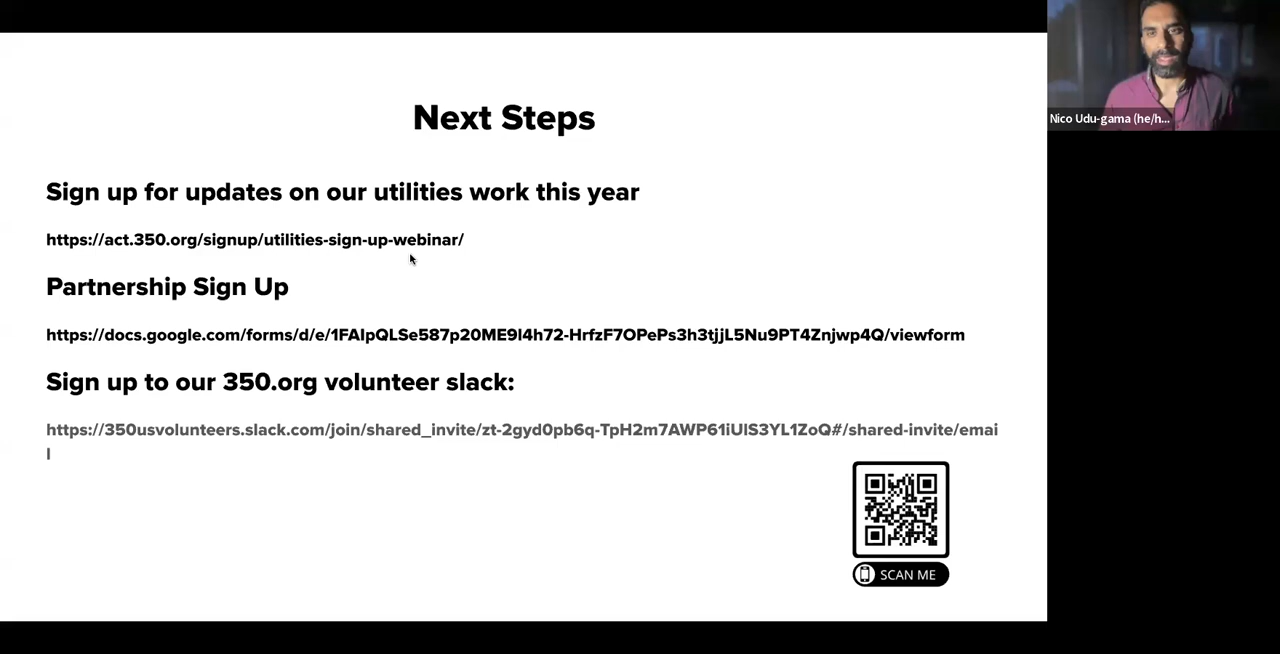 Next Steps
Nico Udu-gama (he/h...
Sign up for updates on our utilities work this year
https://act.350.org/signup/utilities-sign-up-webinar/
Partnership Sign Up
https://docs.google.com/forms/d/e/1FAIpQLSe587p20ME9I4h72-HrfzF7OPePs3h3tjjL5Nu9PT4Znjwp4Q/viewform
Sign up to our 350.org volunteer slack:
https://350usvolunteers.slack.com/join/shared_invite/zt-2gyd0pb6q-TpH2m7AWP61iUlS3YL1ZoQ#/shared-invite/emai
l
SCAN ME